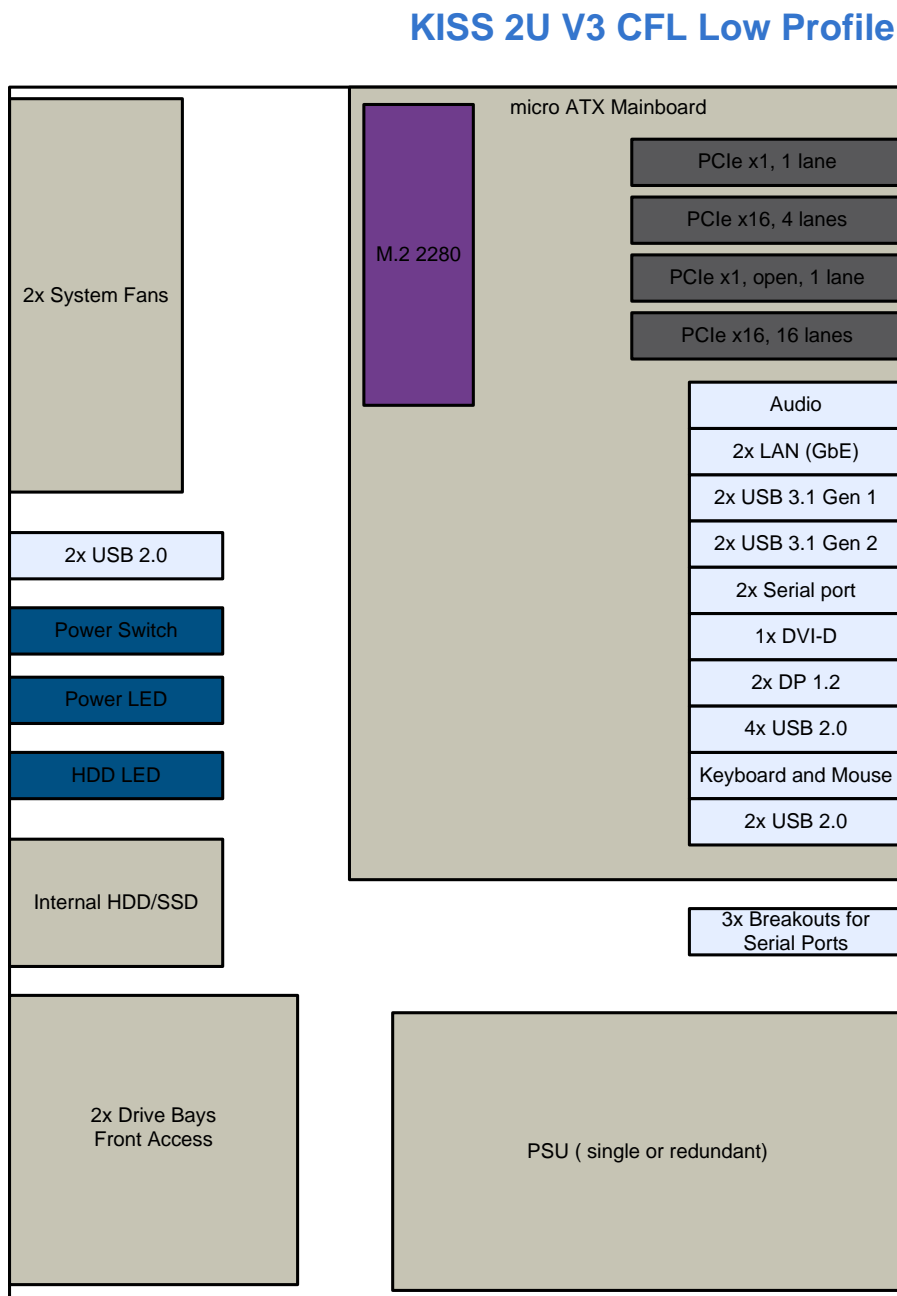 KISS 2U V3 CFL Low Profile
micro ATX Mainboard
PCIe x1, 1 lane
PCIe x16, 4 lanes
M.2 2280
PCIe x1, open, 1 lane
2x System Fans
PCIe x16, 16 lanes
Audio
2x LAN (GbE)
2x USB 3.1 Gen 1
2x USB 3.1 Gen 2
2x USB 2.0
2x Serial port
Power Switch
1x DVI-D
2x DP 1.2
Power LED
4x USB 2.0
HDD LED
Keyboard and Mouse
2x USB 2.0
Internal HDD/SSD
3x Breakouts for
Serial Ports
2x Drive Bays
Front Access
PSU ( single or redundant)